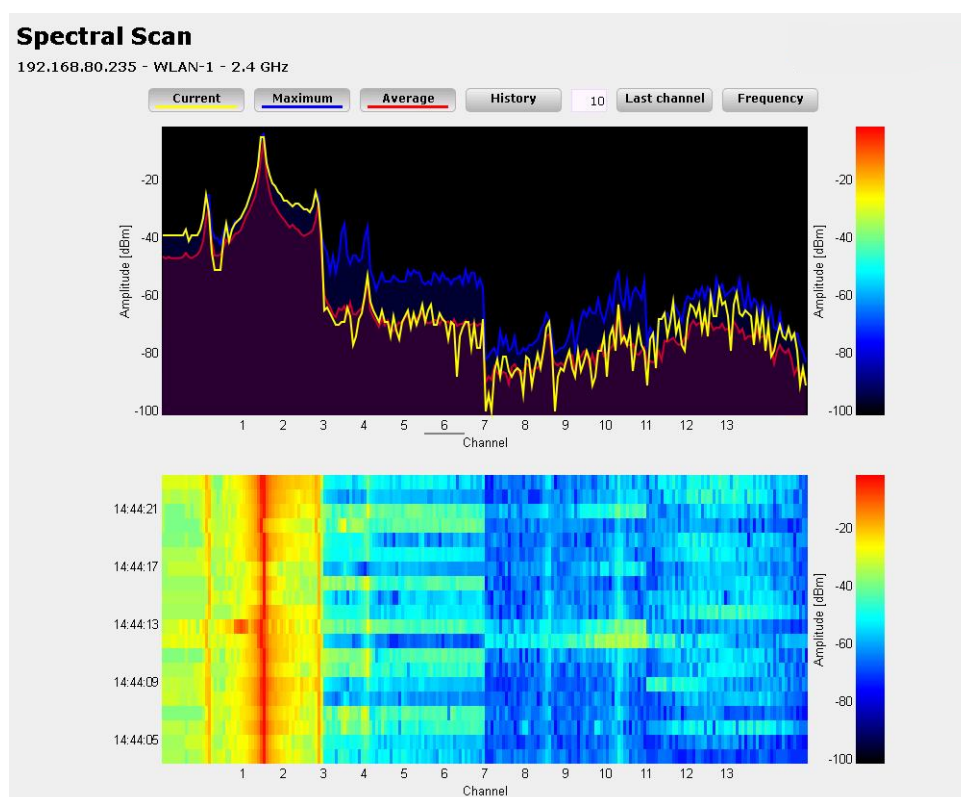 Spectral Scan
192.168.80.235 - WLAN-1 - 2.4 GHz
Current Maximum Average History 10 Last channel Frequency
Amplitude [dBm]
-20
-40
-60
-80
-100
1 2 3 4 5 6 7 8 9 10 11 12 13
Channel
-20
-40
-60
-80
-100
Amplitude [dBm]
14:44:21
14:44:17
14:44:13
14:44:09
14:44:05
1 2 3 4 5 6 7 8 9 10 11 12 13
Channel
-20
-40
-60
-80
-100
Amplitude [dBm]